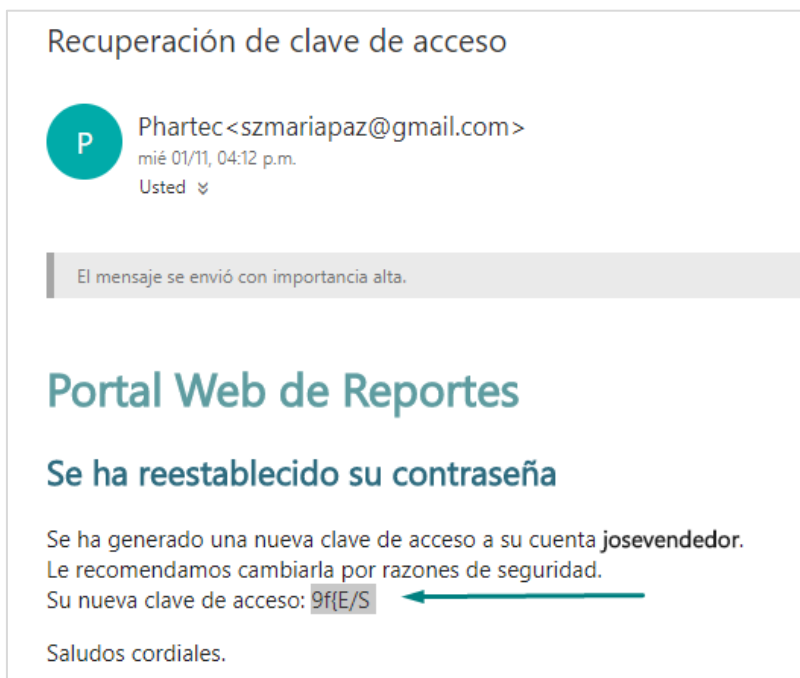 Recuperación de clave de acceso
P
Phartec<szmariapaz@gmail.com>
mié 01/11, 04:12 p.m.
Usted
El mensaje se envió con importancia alta.
Portal Web de Reportes
Se ha reestablecido su contraseña
Se ha generado una nueva clave de acceso a su cuenta josevendedor.
Le recomendamos cambiarla por razones de seguridad.
Su nueva clave de acceso: 9f{E/S
Saludos cordiales.